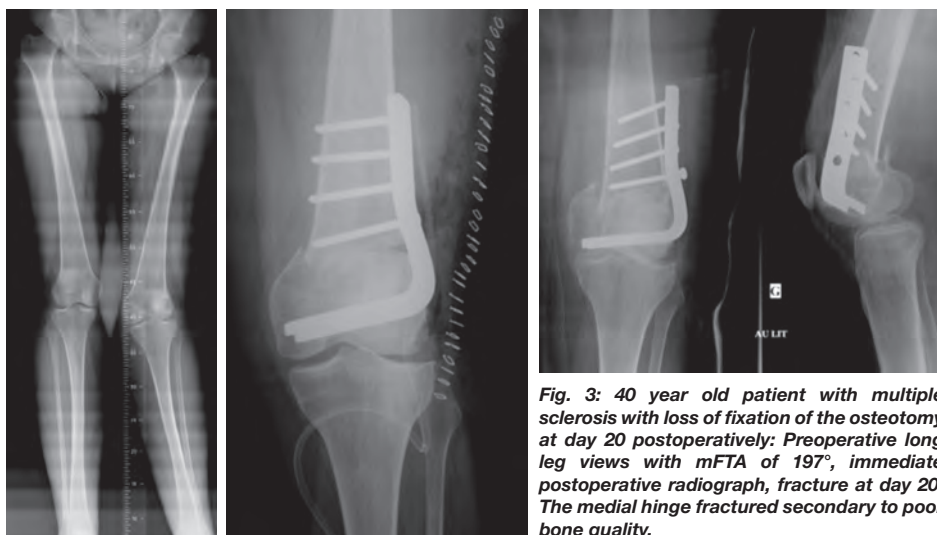 G
AU LIT
Fig. 3: 40 year old patient with multiple
sclerosis with loss of fixation of the osteotomy
at day 20 postoperatively: Preoperative long
leg views with mFTA of 197°, immediate
postoperative radiograph, fracture at day 20.
The medial hinge fractured secondary to poor
bone quality.